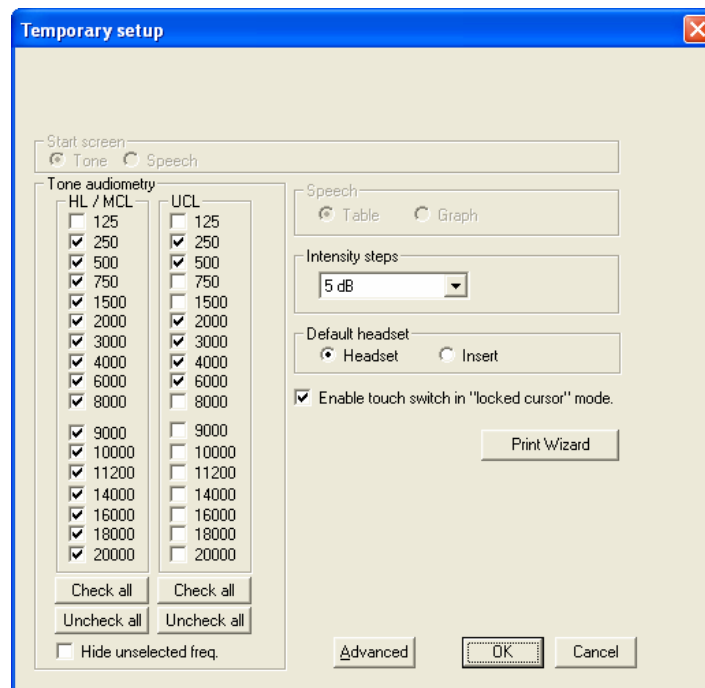 Temporary setup
Start screen
Tone Speech
Tone audiometry
HL / MCL
125
250
500
750
1500
2000
3000
4000
6000
8000
9000
10000
11200
14000
16000
18000
20000
Check all
Uncheck all
UCL
125
250
500
750
1500
2000
3000
4000
6000
8000
9000
10000
11200
14000
16000
18000
20000
Check all
Uncheck all
Hide unselected freq.
Speech
Table Graph
Intensity steps
5 dB
Default headset
Headset Insert
Enable touch switch in "locked cursor" mode.
Print Wizard
Advanced OK Cancel